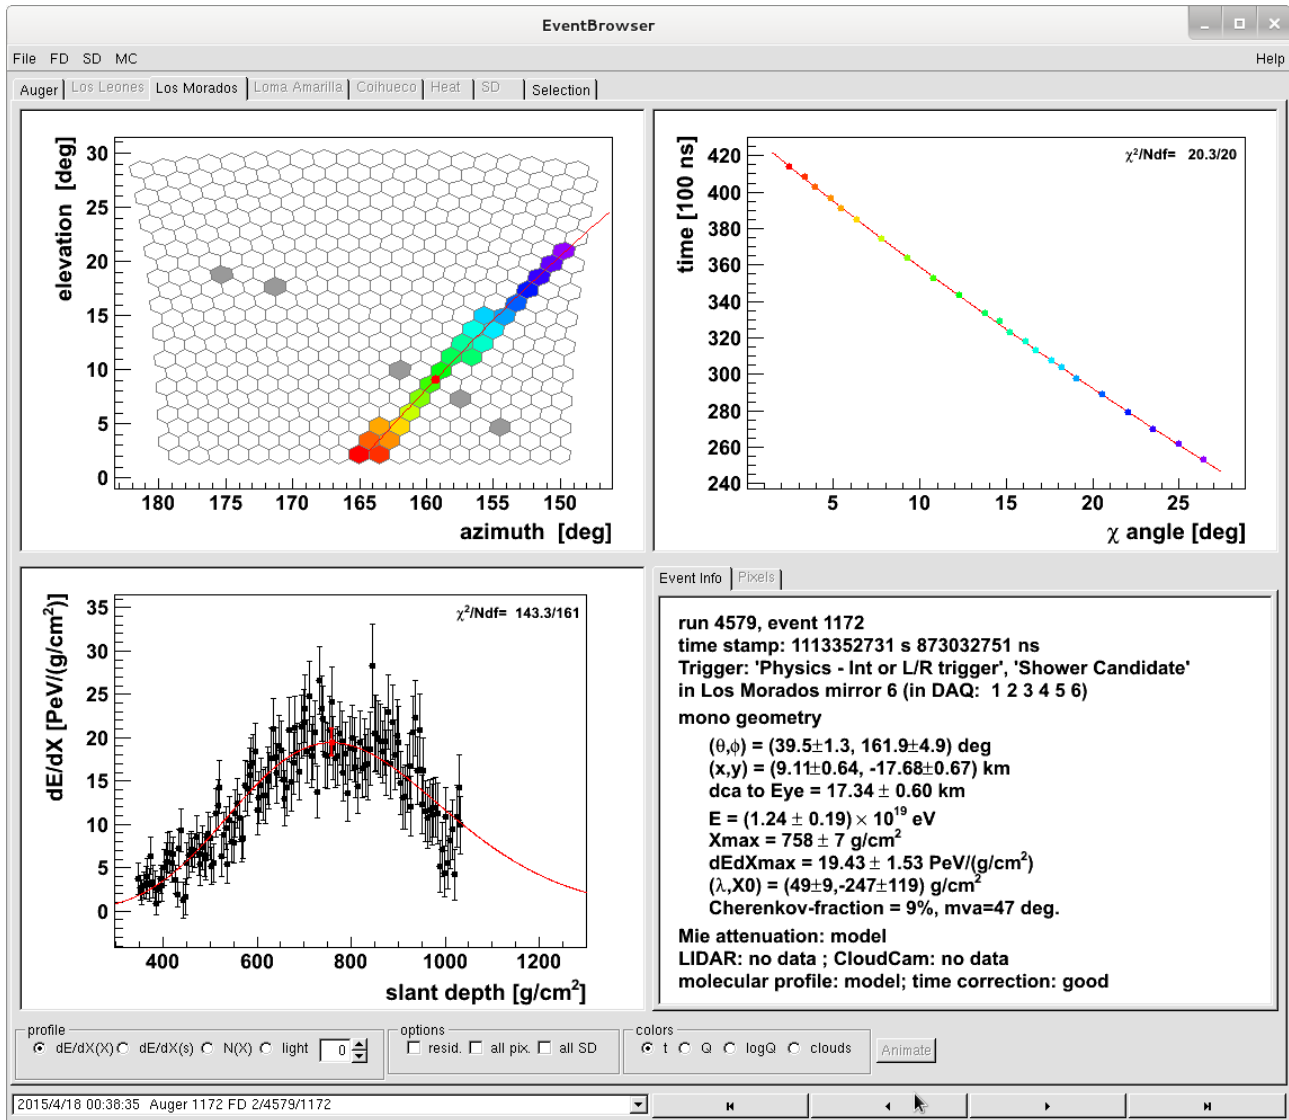 EventBrowser
File FD SD MC Help
Auger Los Leones Los Morados Loma Amarilla Coihueco Heat SD Selection
elevation [deg]
30
25
20
15
10
5
0
180 175 170 165 160 155 150
azimuth [deg]
time [100 ns]
χ²/Ndf= 20.3/20
420
400
380
360
340
320
300
280
260
240
5 10 15 20 25
χ angle [deg]
dE/dX [PeV/(g/cm²)]
χ²/Ndf= 143.3/161
35
30
25
20
15
10
5
0
400 600 800 1000 1200
slant depth [g/cm²]
Event Info Pixels
run 4579, event 1172
time stamp: 1113352731 s 873032751 ns
Trigger: 'Physics - Int or L/R trigger', 'Shower Candidate'
in Los Morados mirror 6 (in DAQ: 1 2 3 4 5 6)
mono geometry
(θ,ϕ) = (39.5±1.3, 161.9±4.9) deg
(x,y) = (9.11±0.64, -17.68±0.67) km
dca to Eye = 17.34 ± 0.60 km
E = (1.24 ± 0.19) × 10¹⁹ eV
Xmax = 758 ± 7 g/cm²
dEdXmax = 19.43 ± 1.53 PeV/(g/cm²)
(λ,X0) = (49±9,-247±119) g/cm²
Cherenkov-fraction = 9%, mva=47 deg.
Mie attenuation: model
LIDAR: no data ; CloudCam: no data
molecular profile: model; time correction: good
profile
dE/dX(X) dE/dX(s) N(X) light 0
options
resid. all pix. all SD
colors
t Q logQ clouds
Animate
2015/4/18 00:38:35 Auger 1172 FD 2/4579/1172